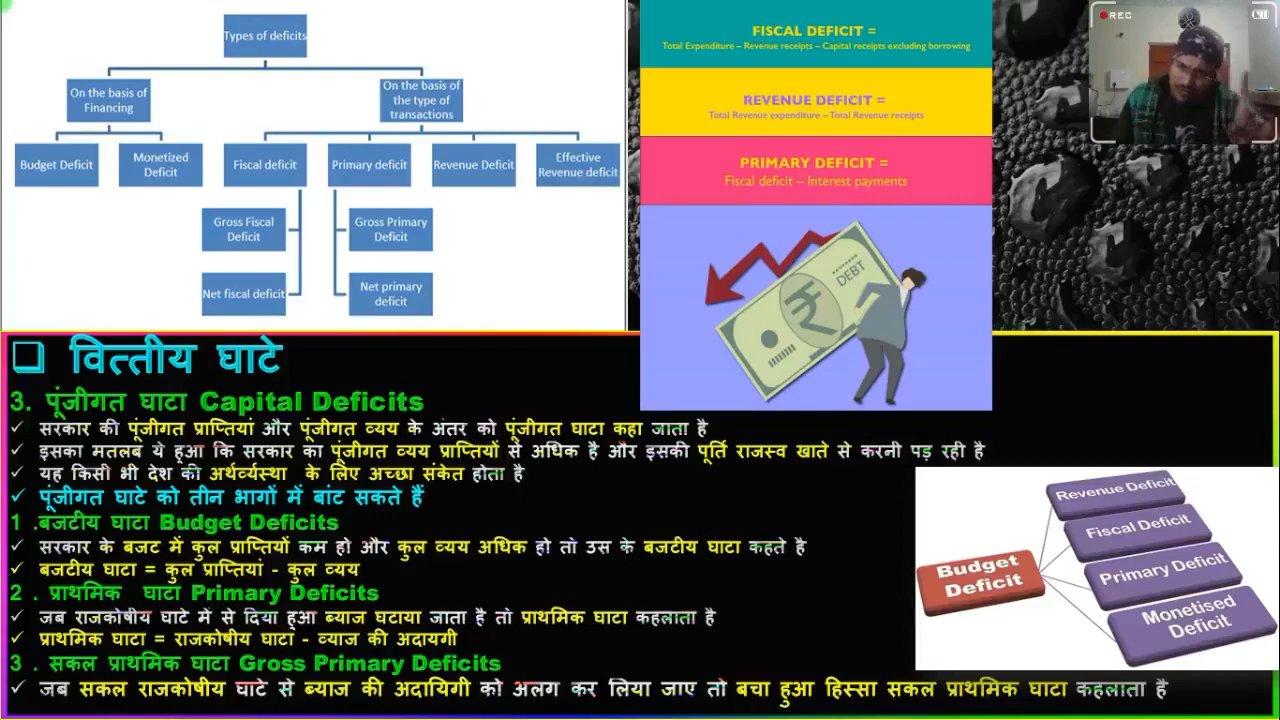 Types of deficits
On the basis of
Financing
On the basis of
the type of
transactions
Budget Deficit
Monetized
Deficit
Fiscal deficit
Primary deficit
Revenue Deficit
Effective
Revenue deficit
Gross Fiscal
Deficit
Gross Primary
Deficit
Net fiscal deficit
Net primary
deficit
FISCAL DEFICIT =
Total Expenditure – Revenue receipts – Capital receipts excluding borrowing
REVENUE DEFICIT =
Total Revenue expenditure – Total Revenue receipts
PRIMARY DEFICIT =
Fiscal deficit – Interest payments
DEBT
₹
REC
❑ वित्तीय घाटे
3. पूंजीगत घाटा Capital Deficits
✓ सरकार की पूंजीगत प्राप्तियां और पूंजीगत व्यय के अंतर को पूंजीगत घाटा कहा जाता है
✓ इसका मतलब ये हुआ कि सरकार का पूंजीगत व्यय प्राप्तियों से अधिक है और इसकी पूर्ति राजस्व खाते से करनी पड़ रही है
✓ यह किसी भी देश की अर्थव्यस्था के लिए अच्छा संकेत होता है
✓ पूंजीगत घाटे को तीन भागों में बांट सकते हैं
1 .बजटीय घाटा Budget Deficits
✓ सरकार के बजट में कुल प्राप्तियों कम हो और कुल व्यय अधिक हो तो उस के बजटीय घाटा कहते है
✓ बजटीय घाटा = कुल प्राप्तियां - कुल व्यय
2 . प्राथमिक घाटा Primary Deficits
✓ जब राजकोषीय घाटे में से दिया हुआ ब्याज घटाया जाता है तो प्राथमिक घाटा कहलाता है
✓ प्राथमिक घाटा = राजकोषीय घाटा - व्याज की अदायगी
3 . सकल प्राथमिक घाटा Gross Primary Deficits
✓ जब सकल राजकोषीय घाटे से ब्याज की अदायिगी को अलग कर लिया जाए तो बचा हुआ हिस्सा सकल प्राथमिक घाटा कहलाता है
Budget
Deficit
Revenue Deficit
Fiscal Deficit
Primary Deficit
Monetised
Deficit